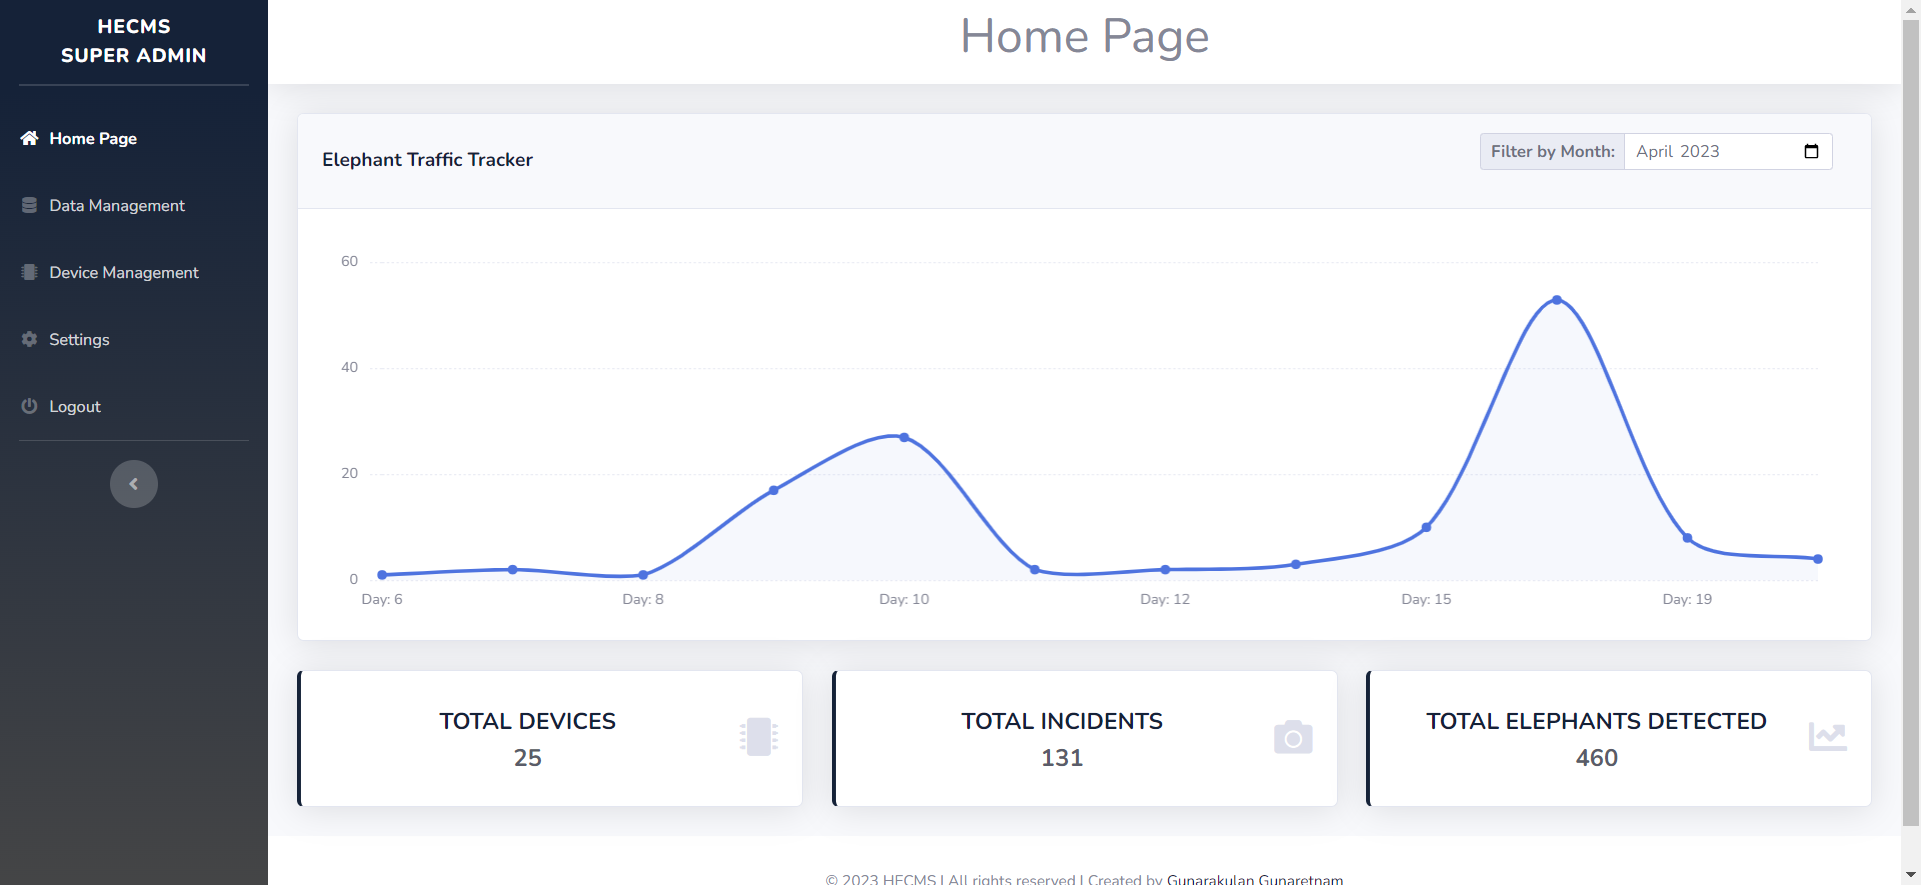 HECMS
SUPER ADMIN
Home Page
Data Management
Device Management
Settings
Logout
Home Page
Elephant Traffic Tracker
Filter by Month: April 2023
60
40
20
0
Day: 6 Day: 8 Day: 10 Day: 12 Day: 15 Day: 19
TOTAL DEVICES
25
TOTAL INCIDENTS
131
TOTAL ELEPHANTS DETECTED
460
© 2023 HECMS | All rights reserved | Created by Gunarakulan Gunaretnam